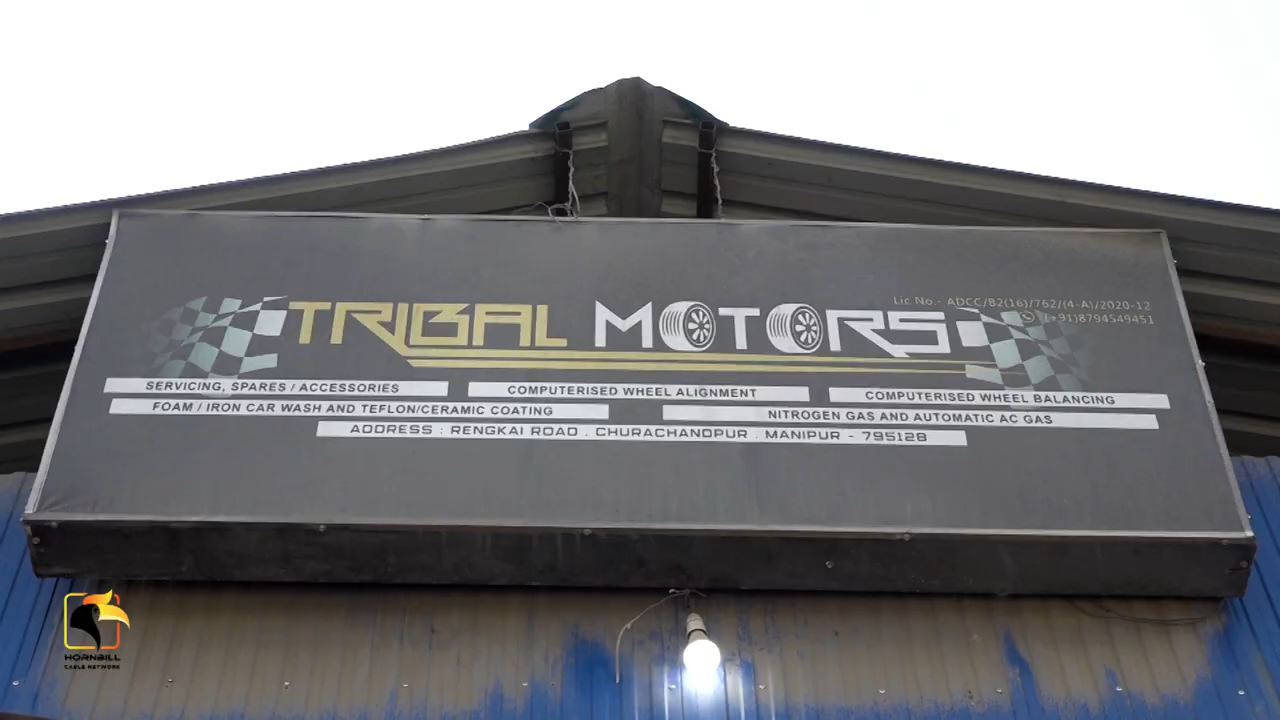 Lic No.- ADCC/B2(16)/762/(4-A)/2020-12
(+91)8794549451
TRIBAL MOTORS
SERVICING, SPARES / ACCESSORIES
COMPUTERISED WHEEL ALIGNMENT
COMPUTERISED WHEEL BALANCING
FOAM / IRON CAR WASH AND TEFLON/CERAMIC COATING
NITROGEN GAS AND AUTOMATIC AC GAS
ADDRESS : RENGKAI ROAD , CHURACHANDPUR , MANIPUR - 795128
HORNBILL
CABLE NETWORK